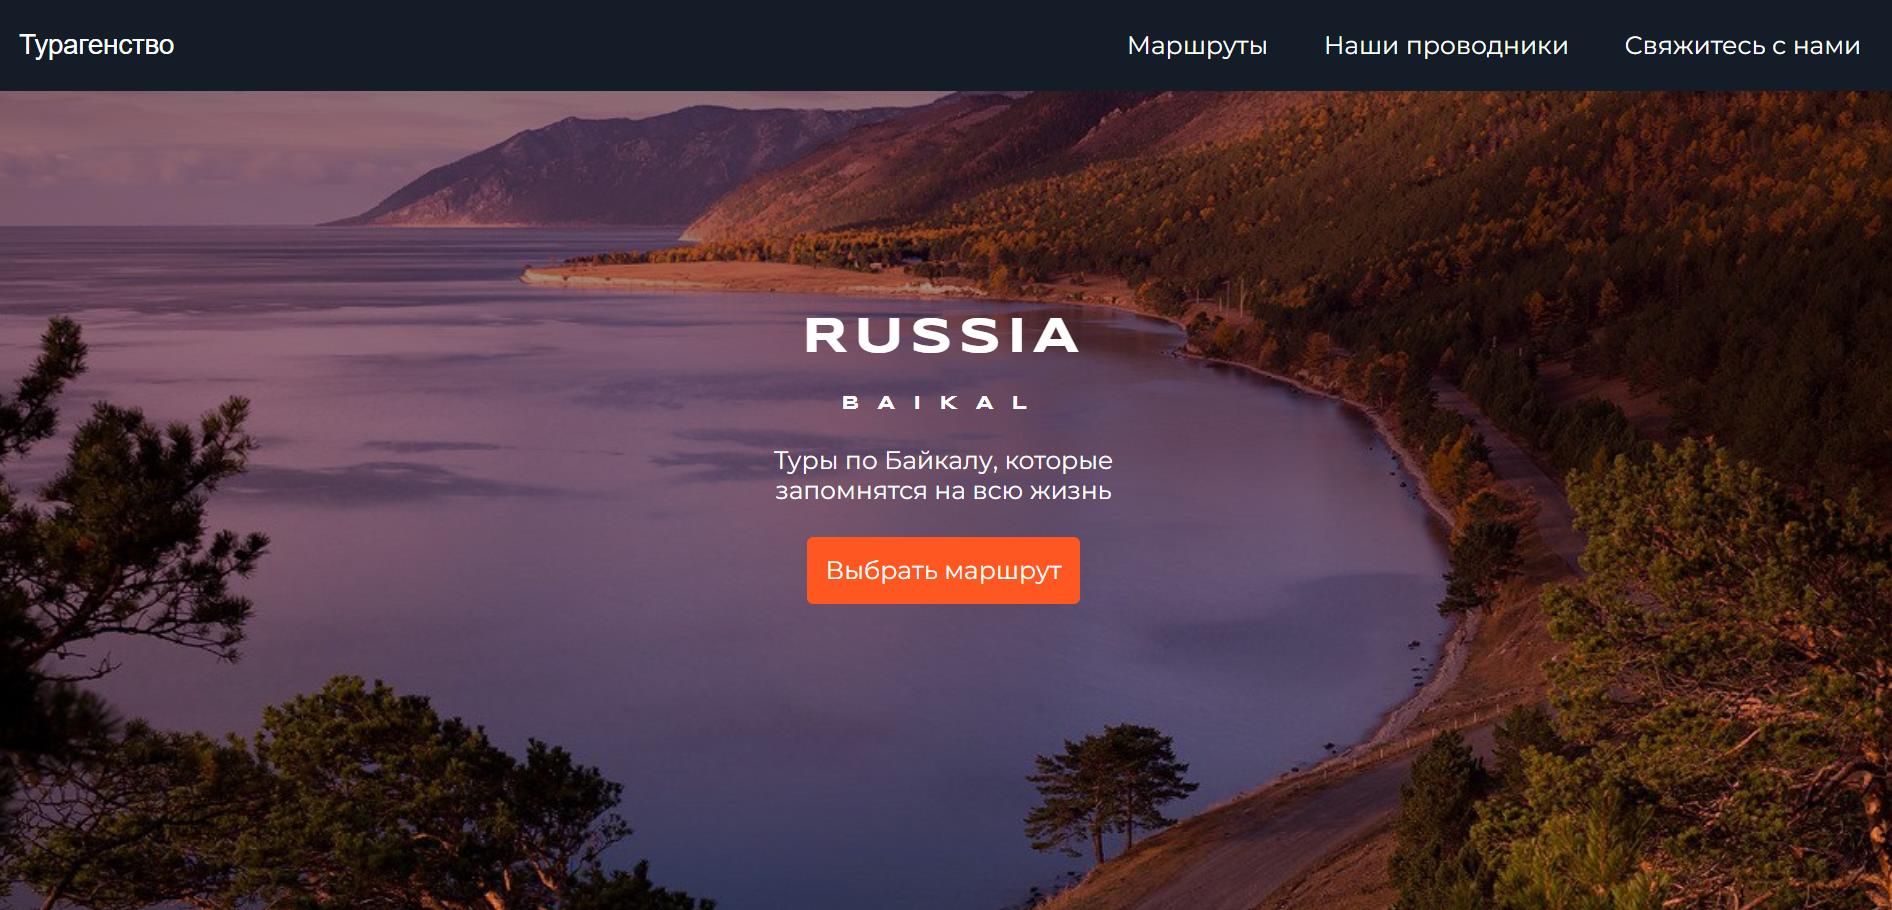 Турагенство
Маршруты
Наши проводники
Свяжитесь с нами
RUSSIA
BAIKAL
Туры по Байкалу, которые
запомнятся на всю жизнь
Выбрать маршрут